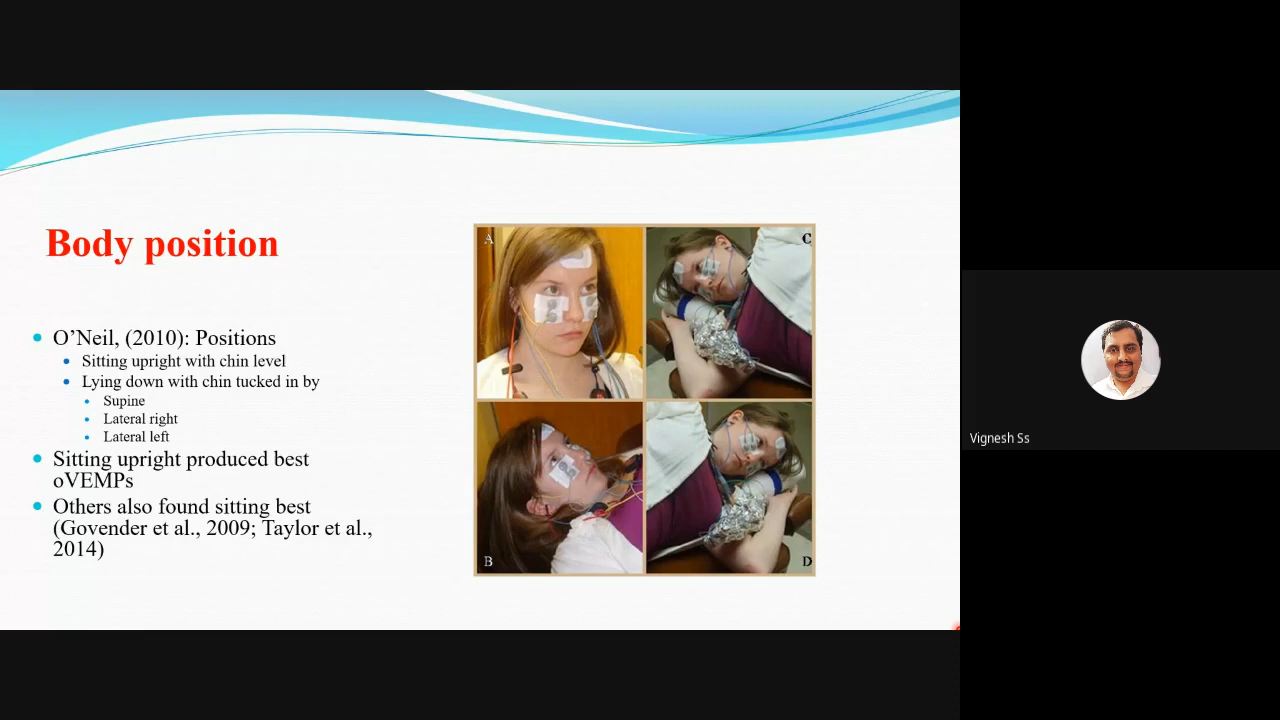 Body position
O'Neil, (2010): Positions
Sitting upright with chin level
Lying down with chin tucked in by
Supine
Lateral right
Lateral left
Sitting upright produced best
oVEMPs
Others also found sitting best
(Govender et al., 2009; Taylor et al.,
2014)
A
C
B
D
Vignesh Ss